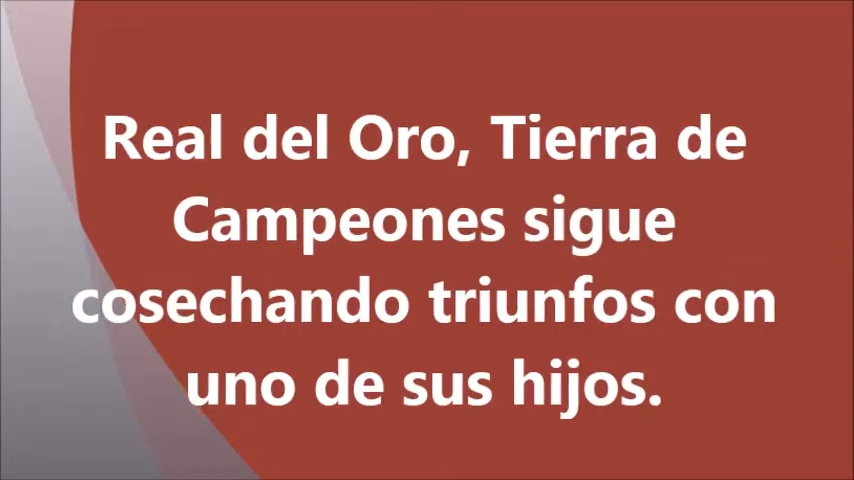 Real del Oro, Tierra de
Campeones sigue
cosechando triunfos con
uno de sus hijos.